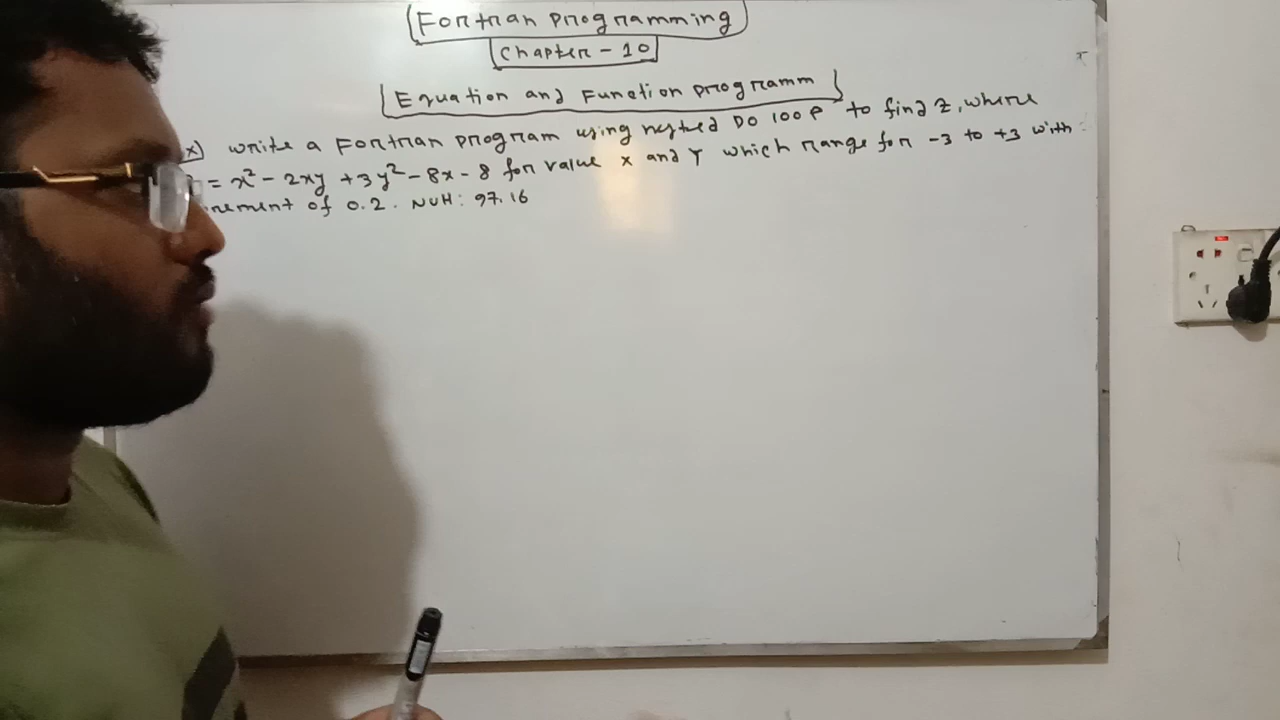 Fortran programming
Chapter - 10
Equation and Function programm
x) write a Fortran program using nested DO loop to find z, where
= x² - 2xy + 3y² - 8x - 8 for value x and Y which range for -3 to +3 with
of 0.2. NUH: 97.16